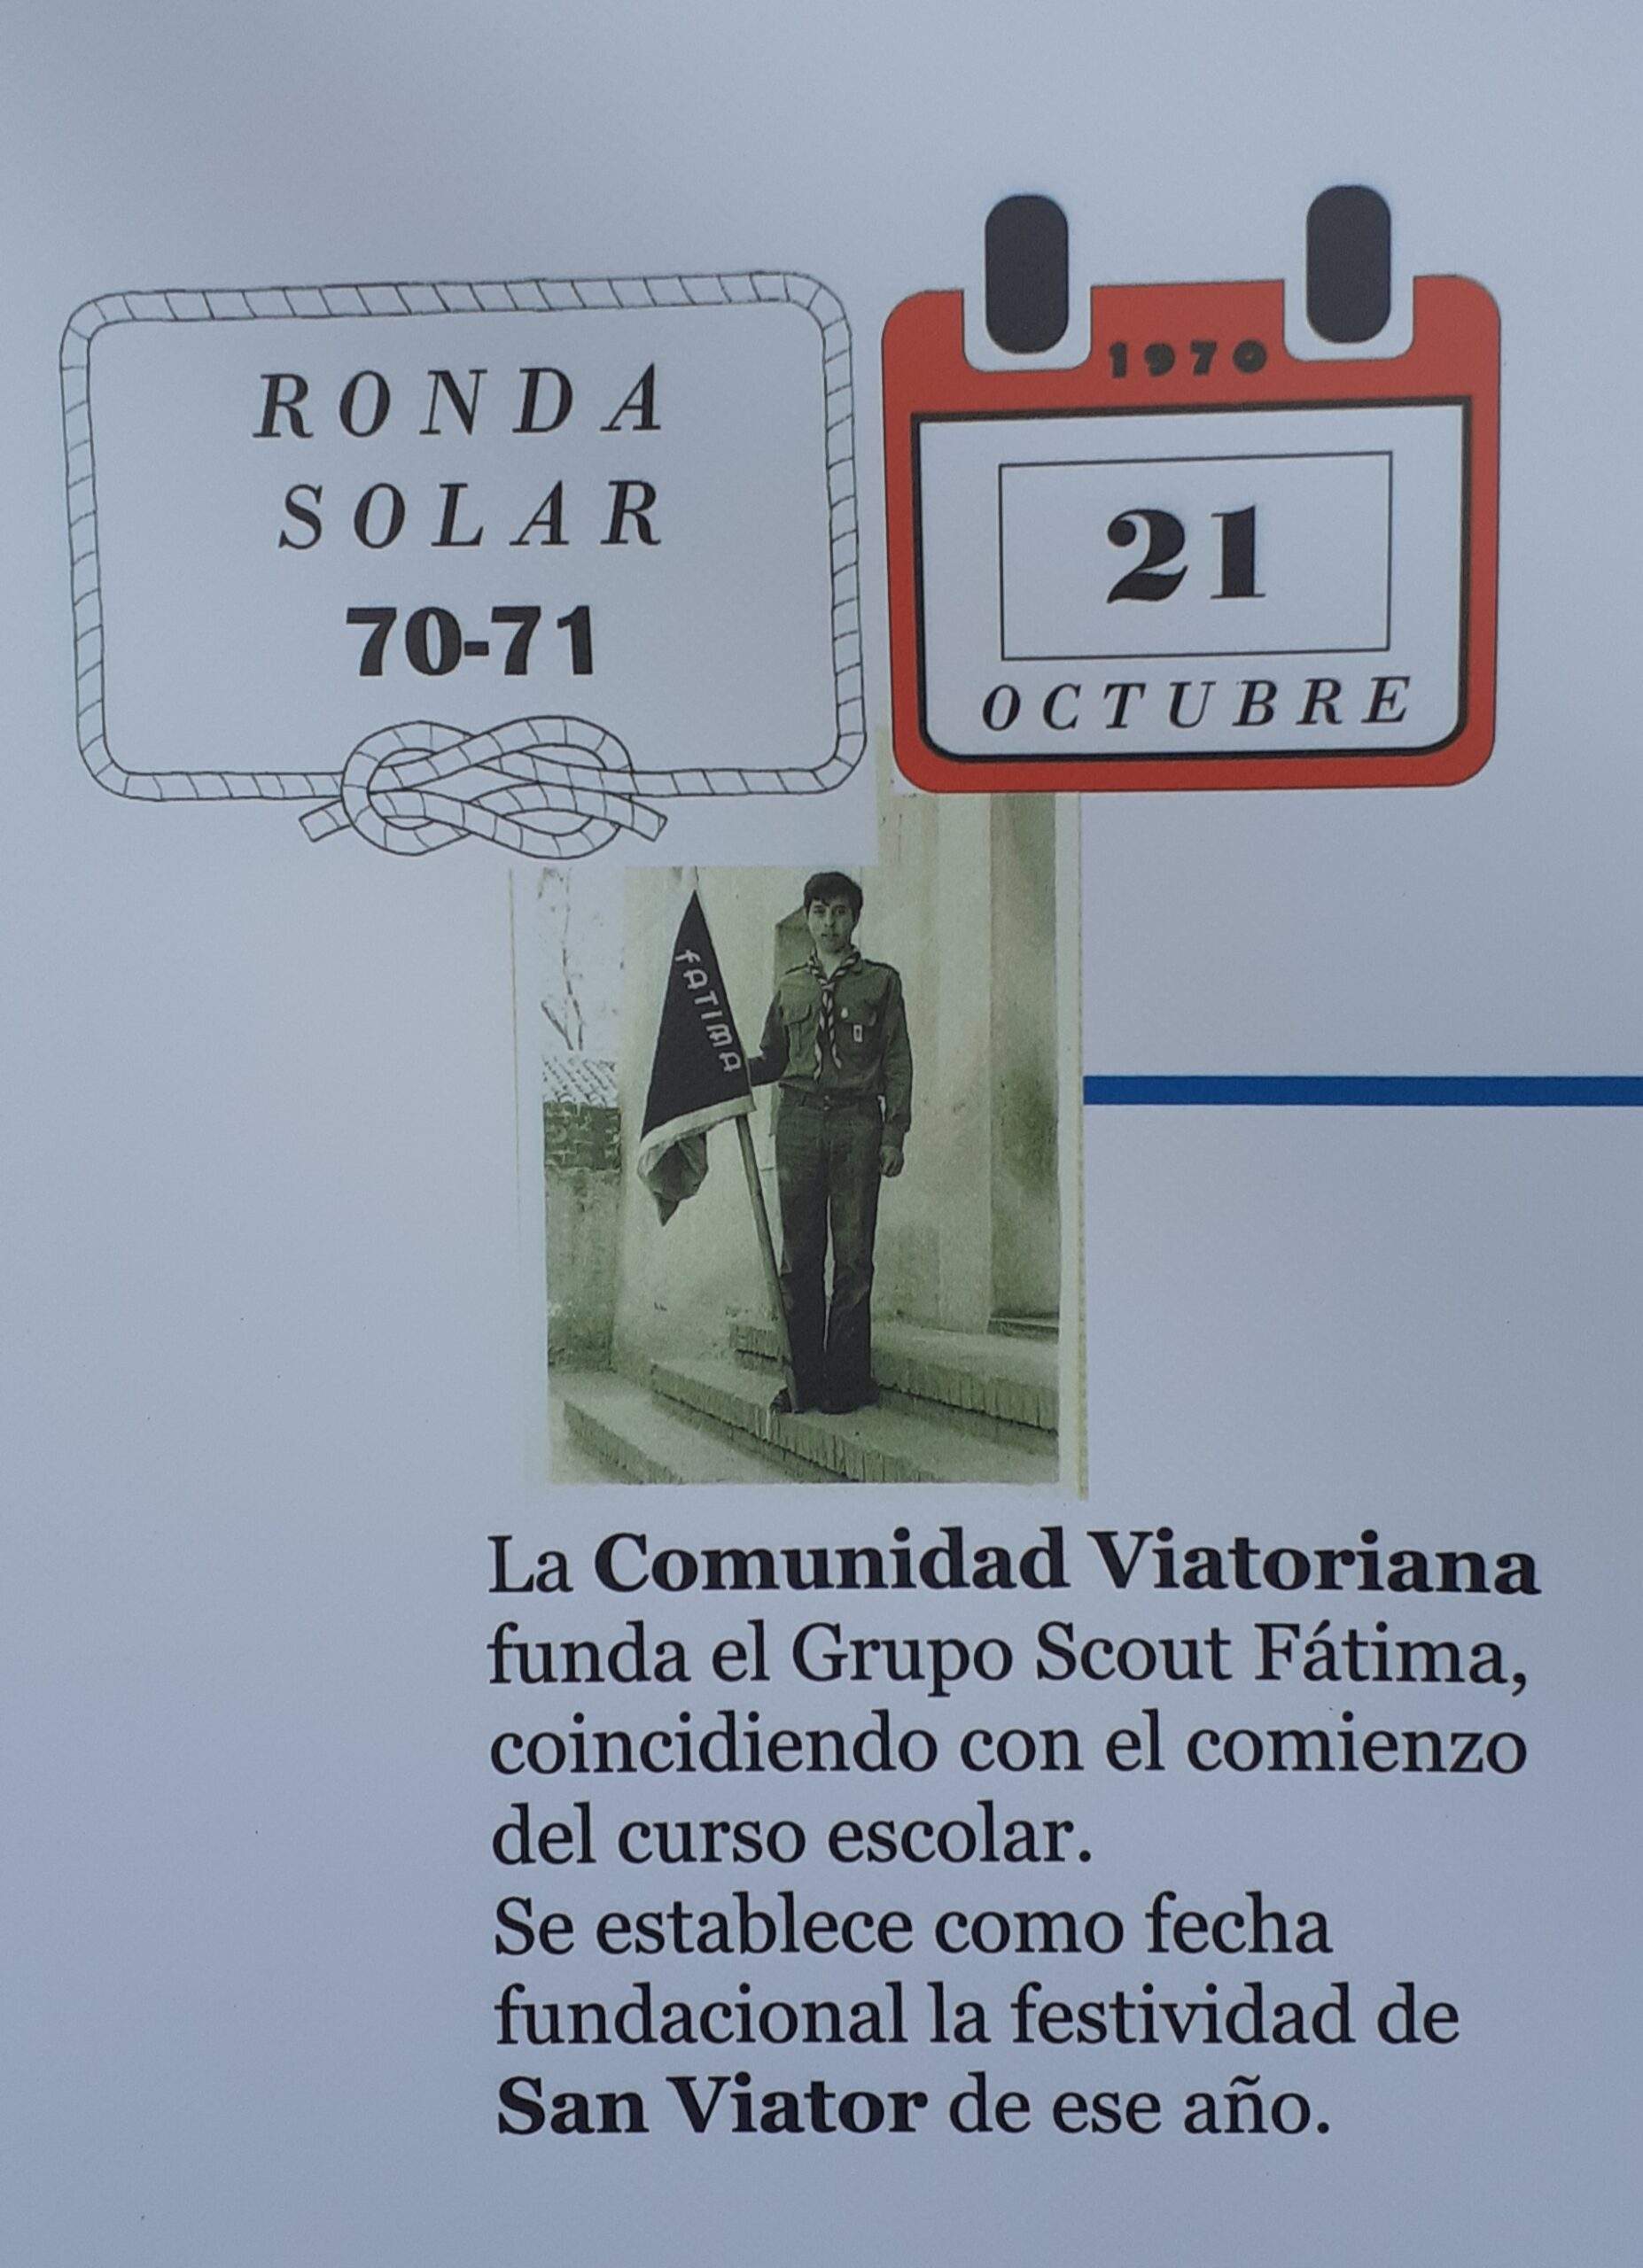 RONDA
SOLAR
70-71
1970
21
OCTUBRE
FATIMA
La Comunidad Viatoriana
funda el Grupo Scout Fátima,
coincidiendo con el comienzo
del curso escolar.
Se establece como fecha
fundacional la festividad de
San Viator de ese año.